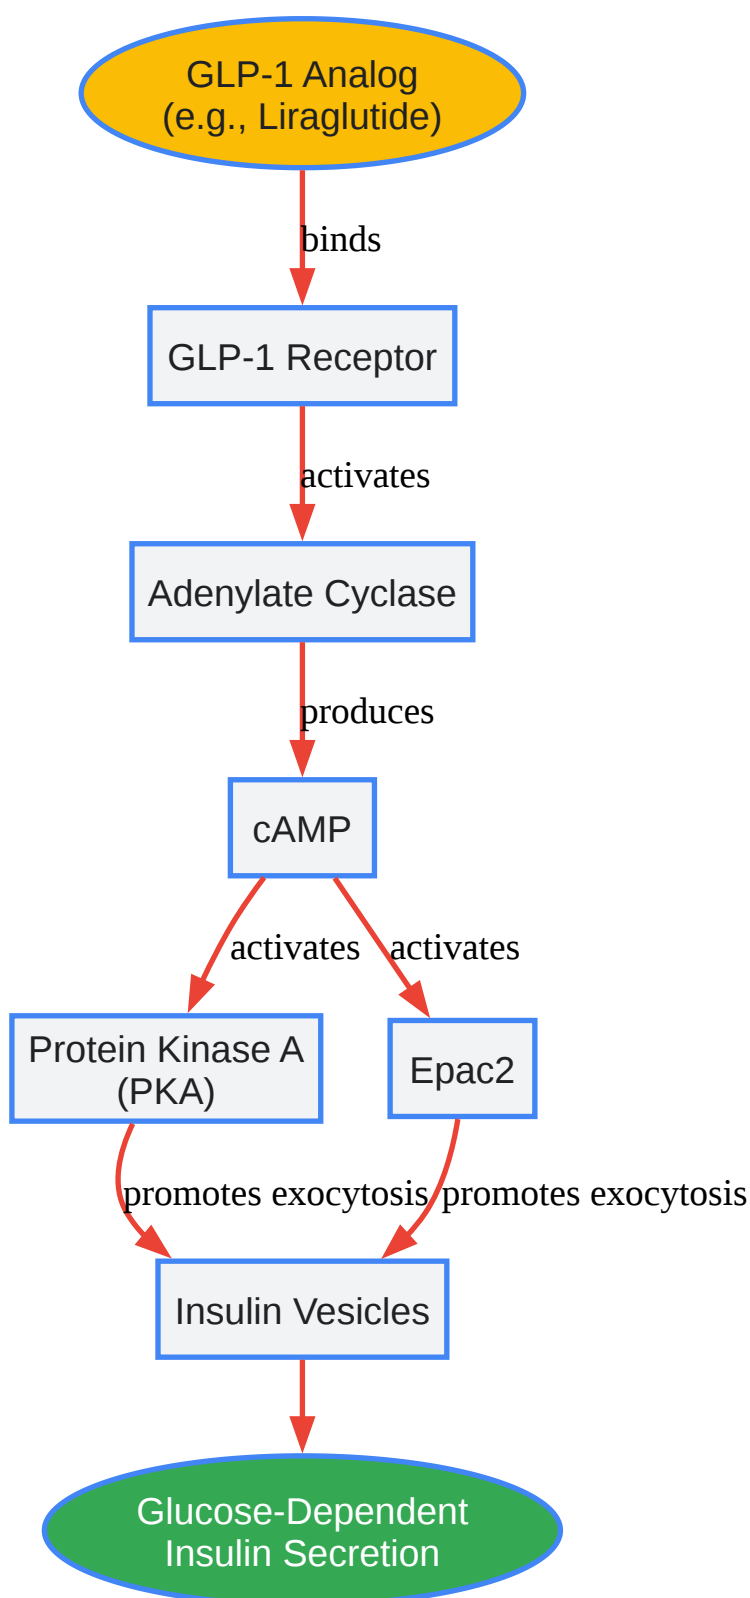 GLP-1 Analog
(e.g., Liraglutide)
binds
GLP-1 Receptor
activates
Adenylate Cyclase
produces
cAMP
activates
activates
Protein Kinase A
(PKA)
Epac2
promotes exocytosis
promotes exocytosis
Insulin Vesicles
Glucose-Dependent
Insulin Secretion